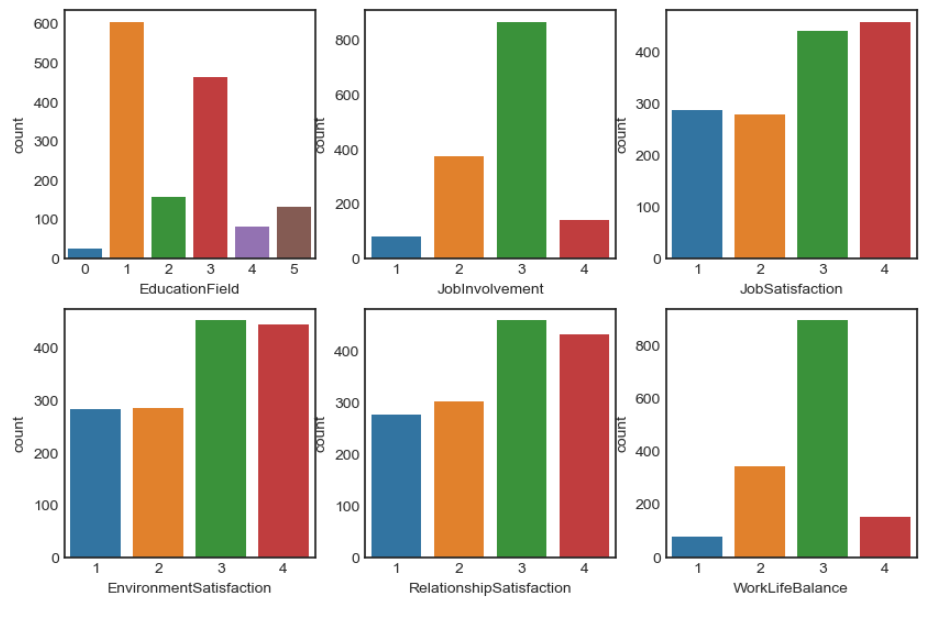 600
500
400
300
200
100
0
count
0 1 2 3 4 5
EducationField
800
600
400
200
0
count
1 2 3 4
JobInvolvement
400
300
200
100
0
count
1 2 3 4
JobSatisfaction
400
300
200
100
0
count
1 2 3 4
EnvironmentSatisfaction
400
300
200
100
0
count
1 2 3 4
RelationshipSatisfaction
800
600
400
200
0
count
1 2 3 4
WorkLifeBalance